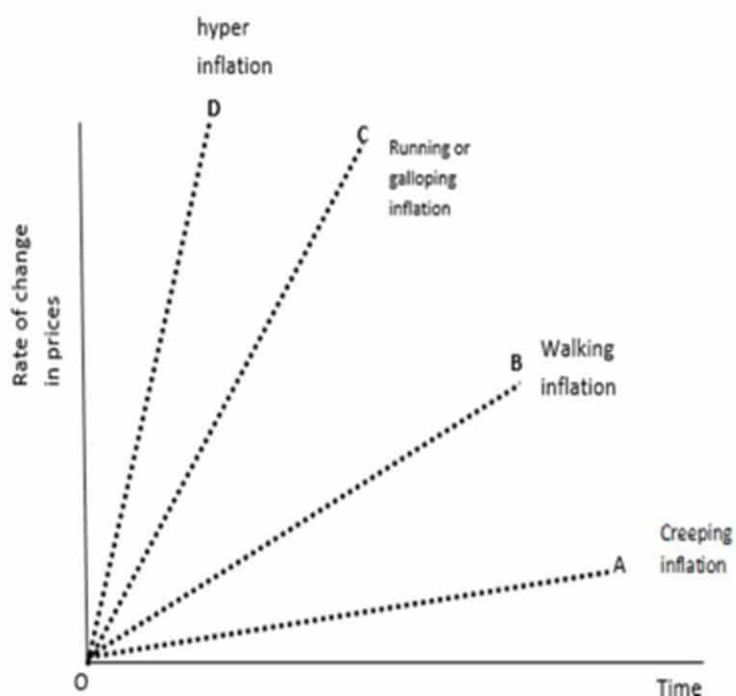 hyper
inflation
D
C
Running or
galloping
inflation
Rate of change
in prices
B
Walking
inflation
Creeping
A
inflation
O
Time